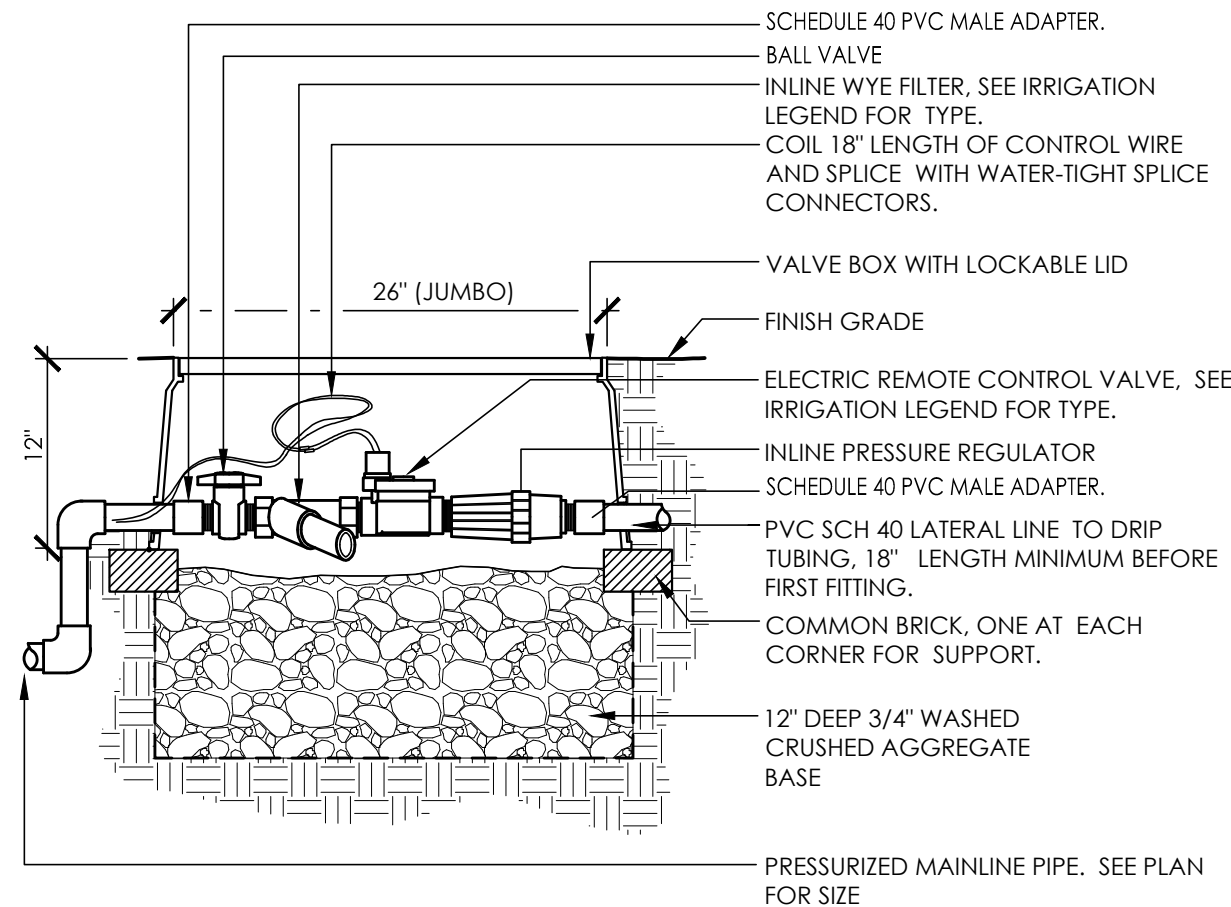 SCHEDULE 40 PVC MALE ADAPTER.
BALL VALVE
INLINE WYE FILTER, SEE IRRIGATION
LEGEND FOR TYPE.
COIL 18" LENGTH OF CONTROL WIRE
AND SPLICE WITH WATER-TIGHT SPLICE
CONNECTORS.
VALVE BOX WITH LOCKABLE LID
26" (JUMBO)
FINISH GRADE
ELECTRIC REMOTE CONTROL VALVE, SEE
IRRIGATION LEGEND FOR TYPE.
12"
INLINE PRESSURE REGULATOR
SCHEDULE 40 PVC MALE ADAPTER.
PVC SCH 40 LATERAL LINE TO DRIP
TUBING, 18" LENGTH MINIMUM BEFORE
FIRST FITTING.
COMMON BRICK, ONE AT EACH
CORNER FOR SUPPORT.
12" DEEP 3/4" WASHED
CRUSHED AGGREGATE
BASE
PRESSURIZED MAINLINE PIPE. SEE PLAN
FOR SIZE